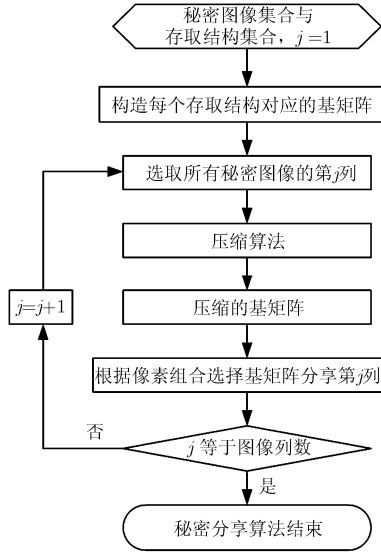 秘密图像集合与
存取结构集合，j=1
构造每个存取结构对应的基矩阵
选取所有秘密图像的第j列
压缩算法
j=j+1
压缩的基矩阵
根据像素组合选择基矩阵分享第j列
否
j 等于图像列数
是
秘密分享算法结束